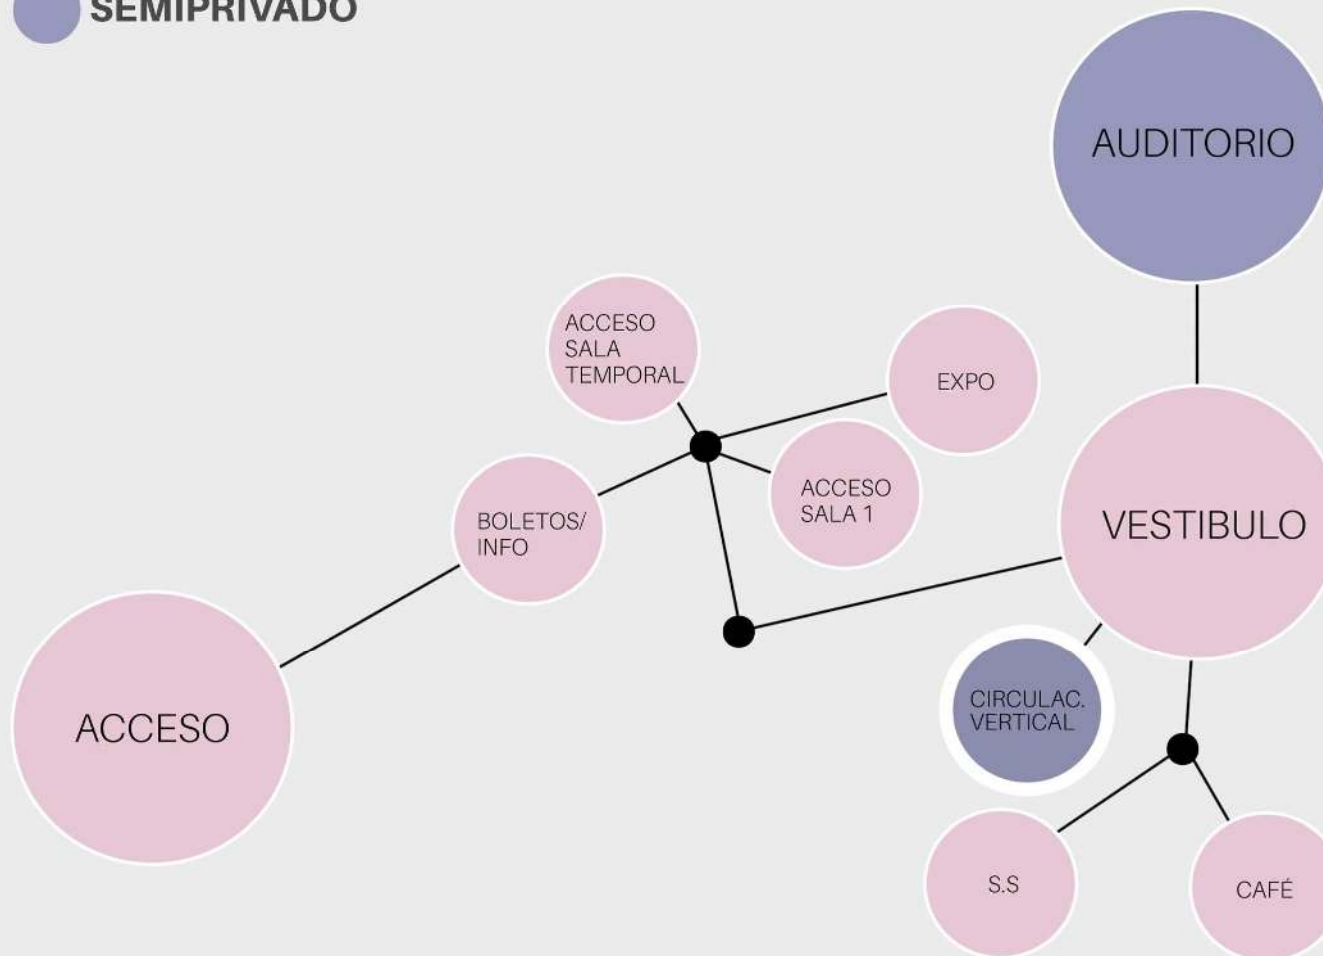 SEMIPRIVADO
AUDITORIO
ACCESO
SALA
TEMPORAL
EXPO
ACCESO
SALA 1
BOLETOS/
INFO
VESTIBULO
ACCESO
CIRCULAC.
VERTICAL
S.S
CAFÉ